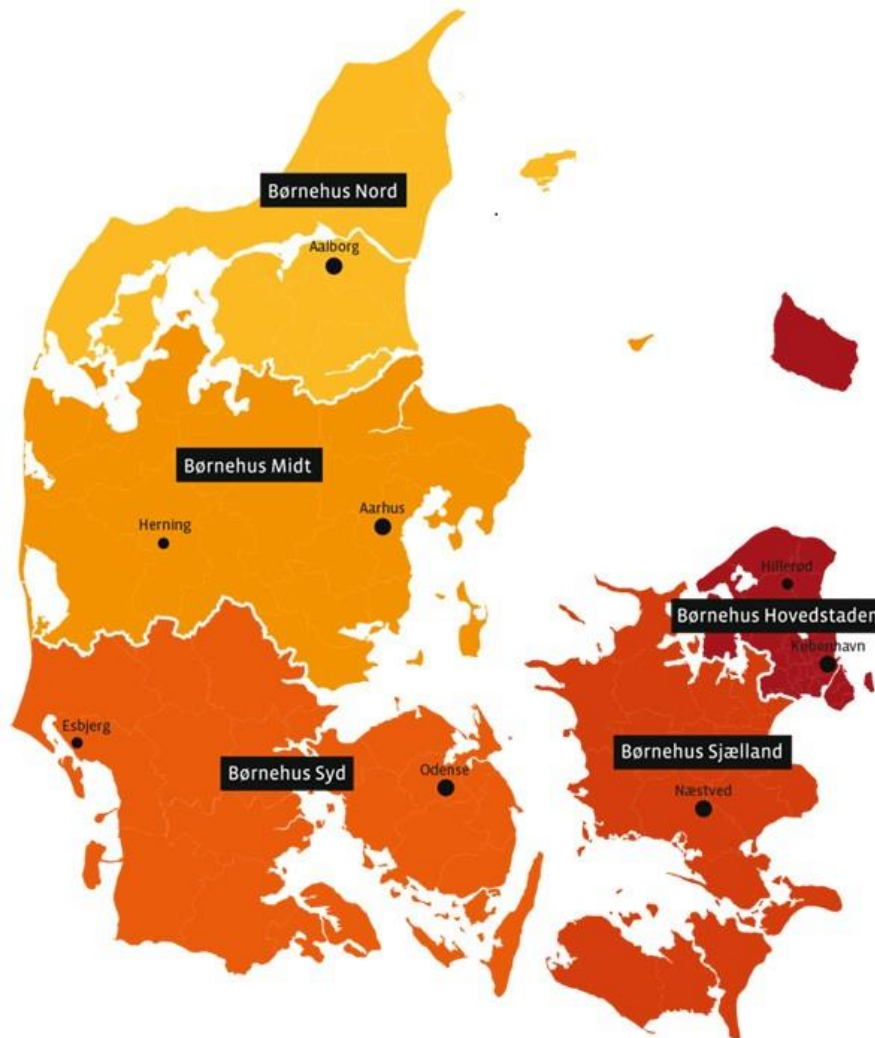 Børnehus Nord
Aalborg
Børnehus Midt
Aarhus
Herning
Hillerød
Børnehus Hovedstaden
København
Esbjerg
Børnehus Syd
Odense
Børnehus Sjælland
Næstved